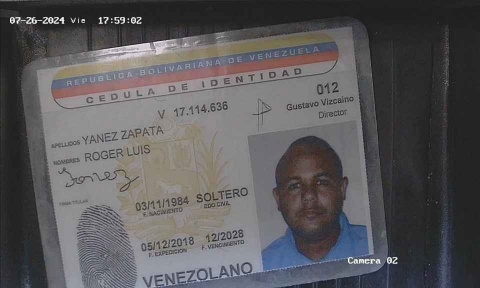 07-26-2024 Vie 17:59:02
REPUBLICA BOLIVARIANA DE VENEZUELA
CEDULA DE IDENTIDAD
V 17.114.636
012
Gustavo Vizcaino
Director
APELLIDOS YANEZ ZAPATA
NOMBRES ROGER LUIS
FIRMA TITULAR
03/11/1984 SOLTERO
F. NACIMIENTO EDO CIVIL
05/12/2018 12/2028
F. EXPEDICION F. VENCIMIENTO
VENEZOLANO
Camera 02